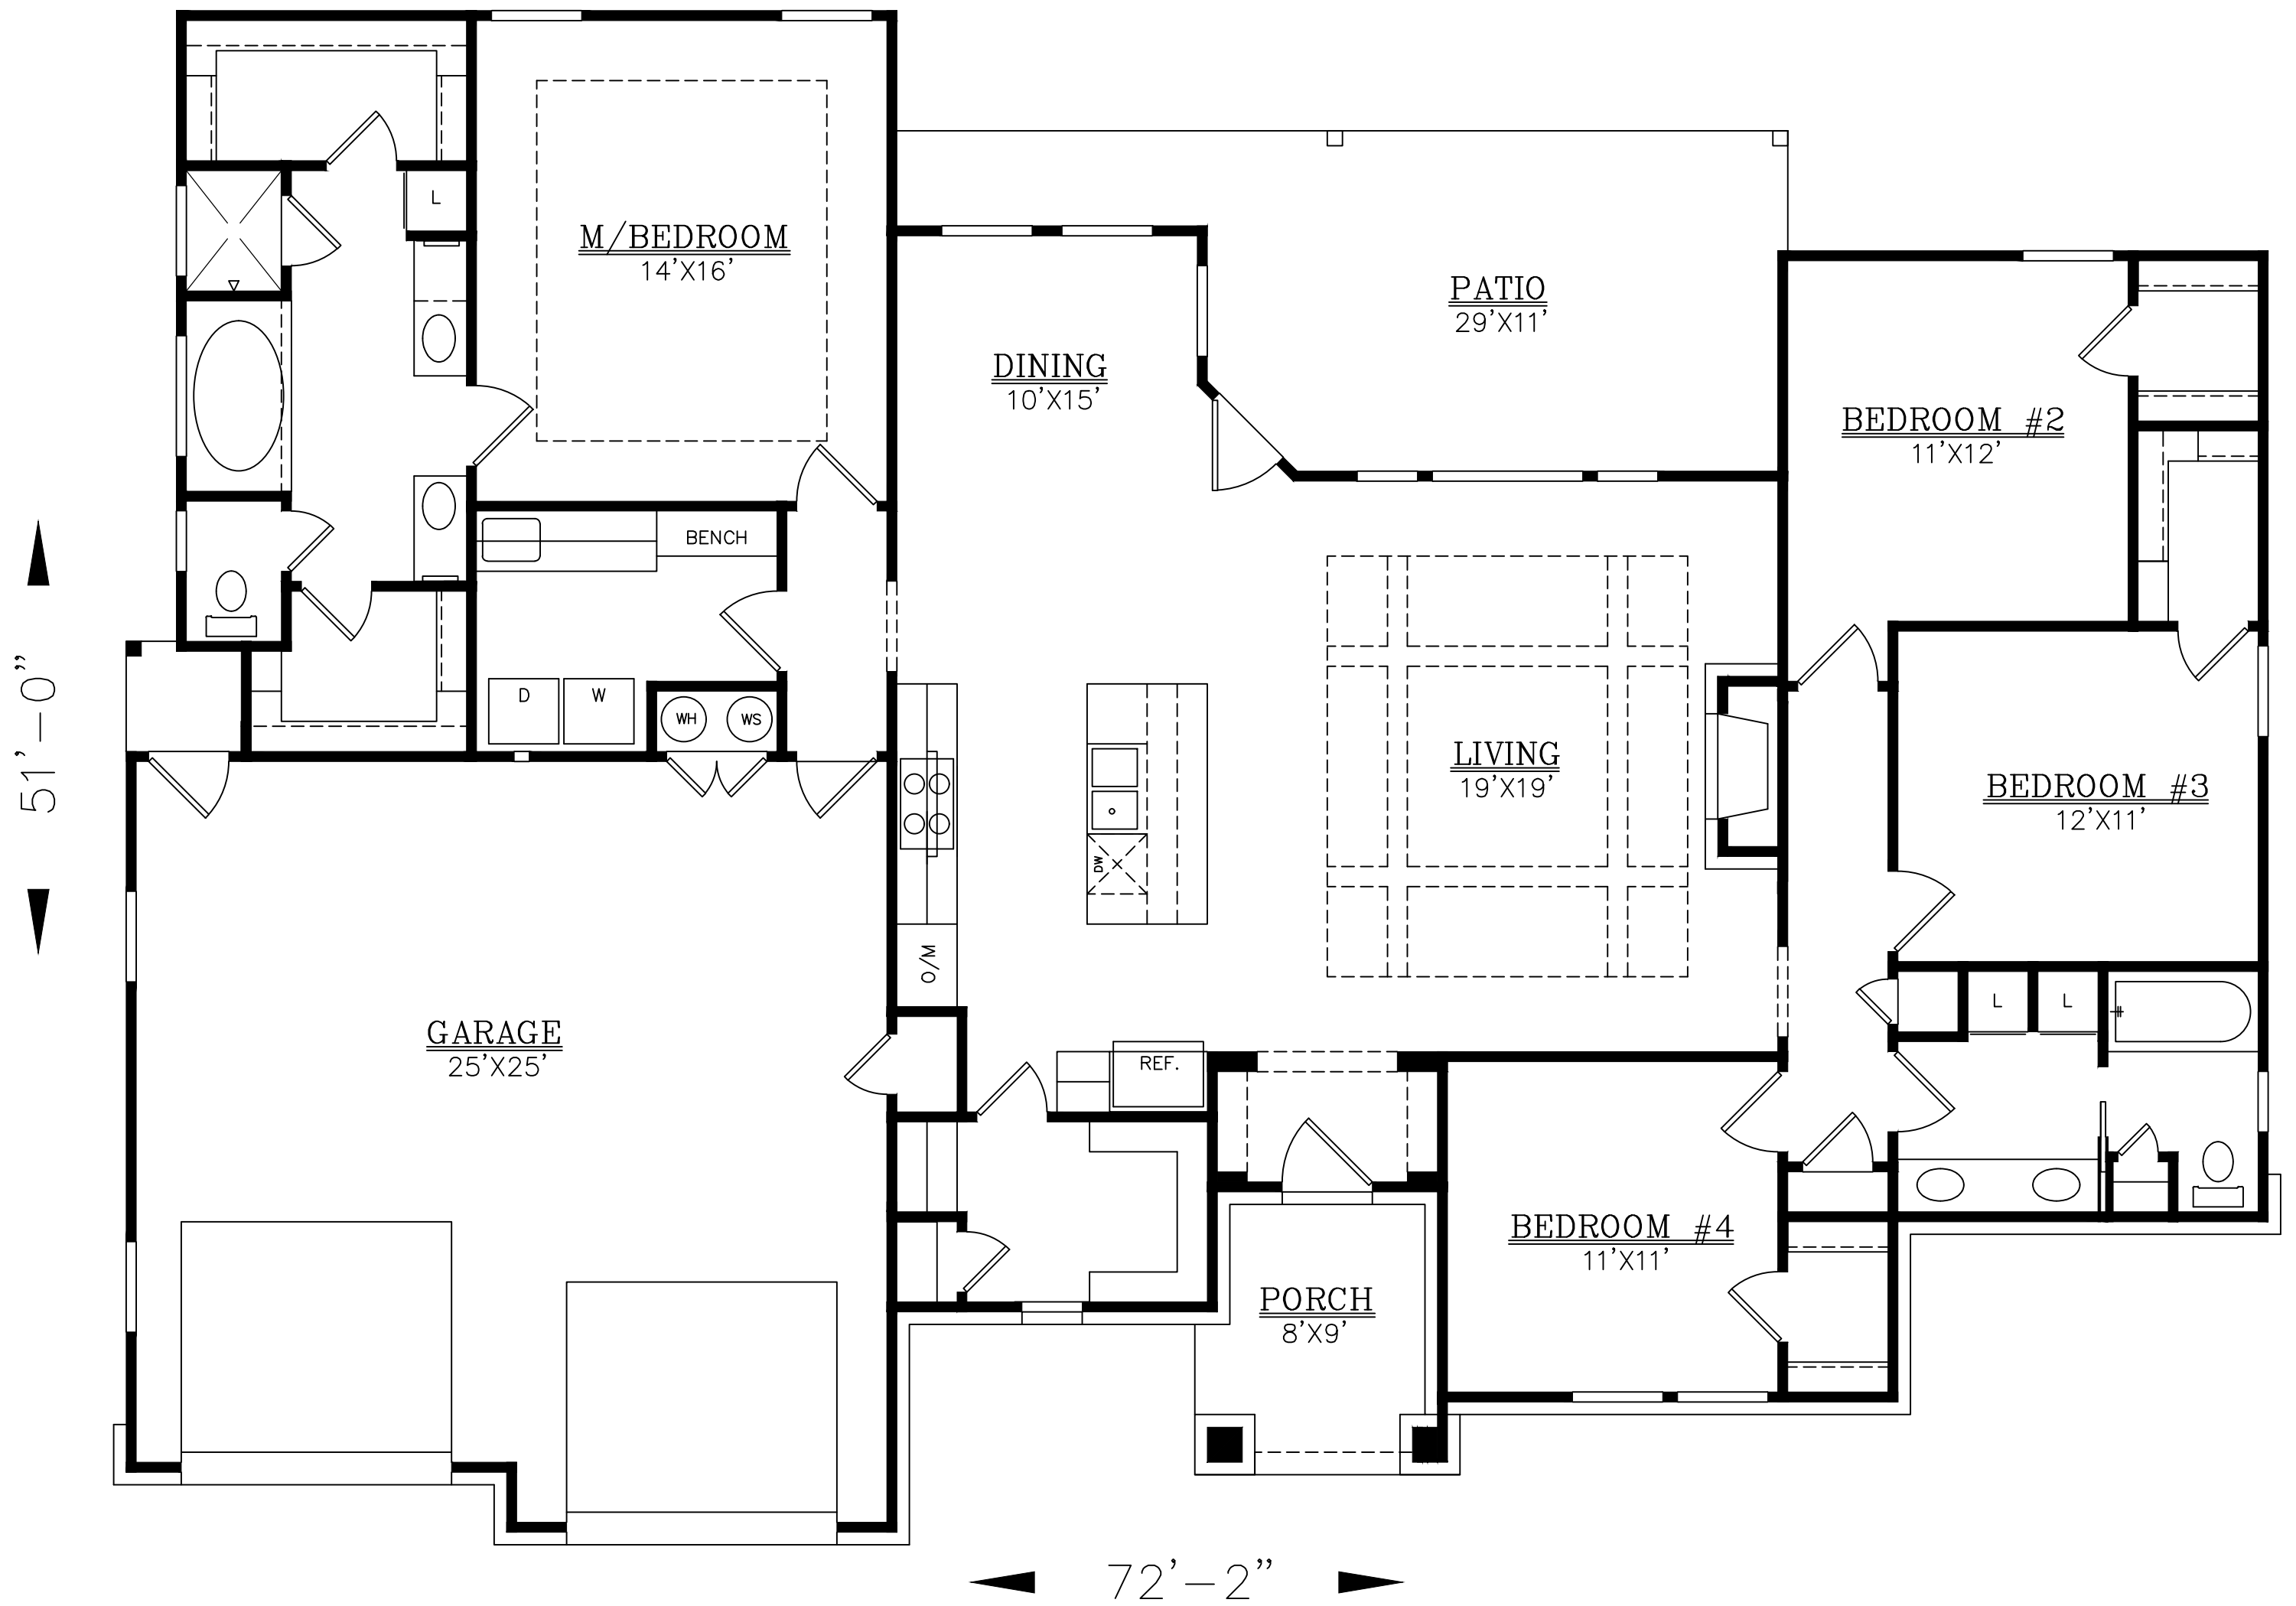 L
M/BEDROOM
14'X16'
PATIO
29'X11'
DINING
10'X15'
BEDROOM #2
11'X12'
BENCH
D
W
WH
WS
LIVING
19'X19'
BEDROOM #3
12'X11'
51'-0"
DW
O/M
L
L
GARAGE
25'X25'
REF.
BEDROOM #4
11'X11'
PORCH
8'X9'
72'-2"